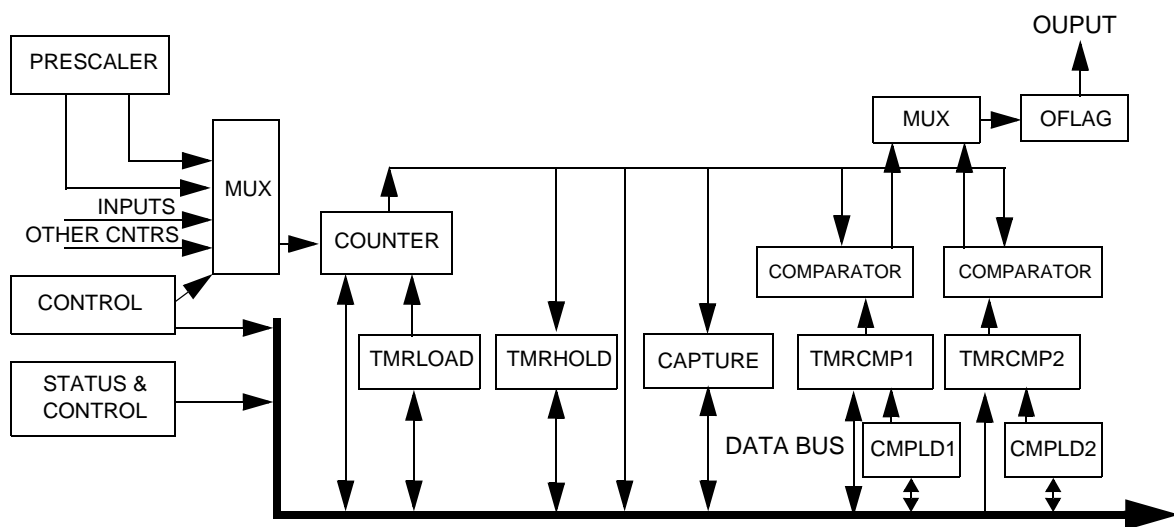 OUPUT
PRESCALER
MUX
OFLAG
MUX
INPUTS
OTHER CNTRS
COUNTER
COMPARATOR
COMPARATOR
CONTROL
TMRLOAD
TMRHOLD
CAPTURE
TMRCMP1
TMRCMP2
STATUS &
CONTROL
DATA BUS
CMPLD1
CMPLD2